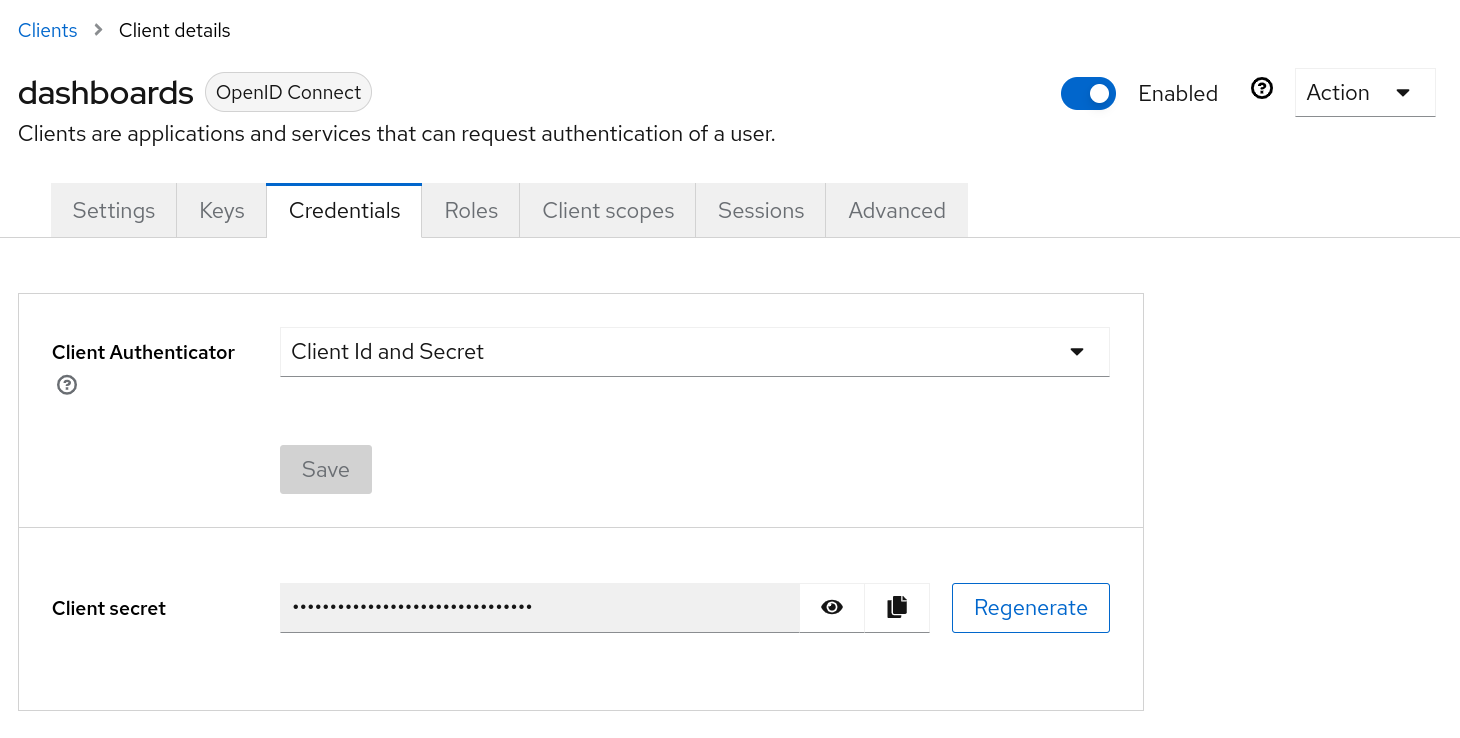 Clients > Client details
dashboards OpenID Connect Enabled Action
Clients are applications and services that can request authentication of a user.
Settings Keys Credentials Roles Client scopes Sessions Advanced
Client Authenticator Client Id and Secret
Save
Client secret •••••••••••••••••••••••••••••••• Regenerate